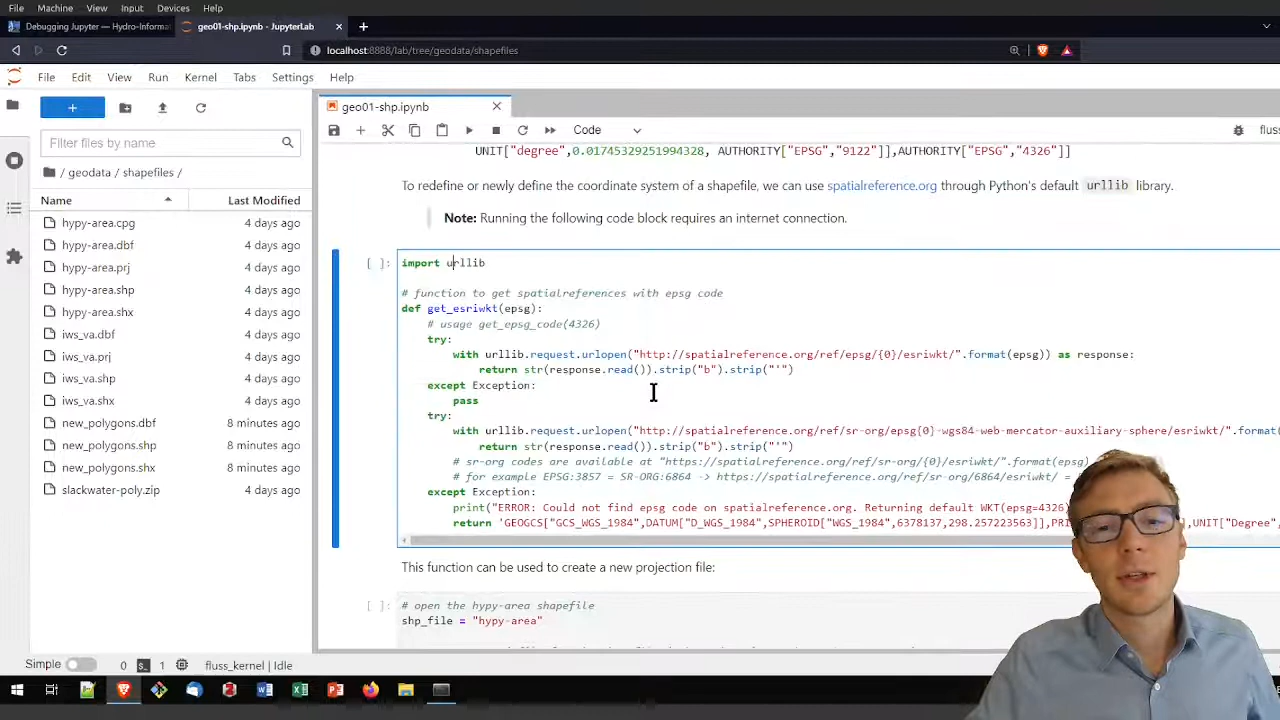 File Machine View Input Devices Help
Debugging Jupyter — Hydro-Informat
geo01-shp.ipynb - JupyterLab
localhost:8888/lab/tree/geodata/shapefiles
File Edit View Run Kernel Tabs Settings Help
geo01-shp.ipynb
Code
fluss
Filter files by name
/ geodata / shapefiles /
Name Last Modified
hypy-area.cpg 4 days ago
hypy-area.dbf 4 days ago
hypy-area.prj 4 days ago
hypy-area.shp 4 days ago
hypy-area.shx 4 days ago
iws_va.dbf 4 days ago
iws_va.prj 4 days ago
iws_va.shp 4 days ago
iws_va.shx 4 days ago
new_polygons.dbf 8 minutes ago
new_polygons.shp 8 minutes ago
new_polygons.shx 8 minutes ago
slackwater-poly.zip 4 days ago
UNIT["degree",0.01745329251994328, AUTHORITY["EPSG","9122"]],AUTHORITY["EPSG","4326"]]
To redefine or newly define the coordinate system of a shapefile, we can use spatialreference.org through Python's default urllib library.
Note: Running the following code block requires an internet connection.
[ ]: import urllib
# function to get spatialreferences with epsg code
def get_esriwkt(epsg):
# usage get_epsg_code(4326)
try:
with urllib.request.urlopen("http://spatialreference.org/ref/epsg/{0}/esriwkt/".format(epsg)) as response:
return str(response.read()).strip("b").strip("'")
except Exception:
pass
try:
with urllib.request.urlopen("http://spatialreference.org/ref/sr-org/epsg{0}-wgs84-web-mercator-auxiliary-sphere/esriwkt/".format(
return str(response.read()).strip("b").strip("'")
# sr-org codes are available at "https://spatialreference.org/ref/sr-org/{0}/esriwkt/".format(epsg)
# for example EPSG:3857 = SR-ORG:6864 -> https://spatialreference.org/ref/sr-org/6864/esriwkt/ =
except Exception:
print("ERROR: Could not find epsg code on spatialreference.org. Returning default WKT(epsg=4326)
return 'GEOGCS["GCS_WGS_1984",DATUM["D_WGS_1984",SPHEROID["WGS_1984",6378137,298.257223563]],PRI ],UNIT["Degree",
This function can be used to create a new projection file:
[ ]: # open the hypy-area shapefile
shp_file = "hypy-area"
Simple 0 1 fluss_kernel | Idle